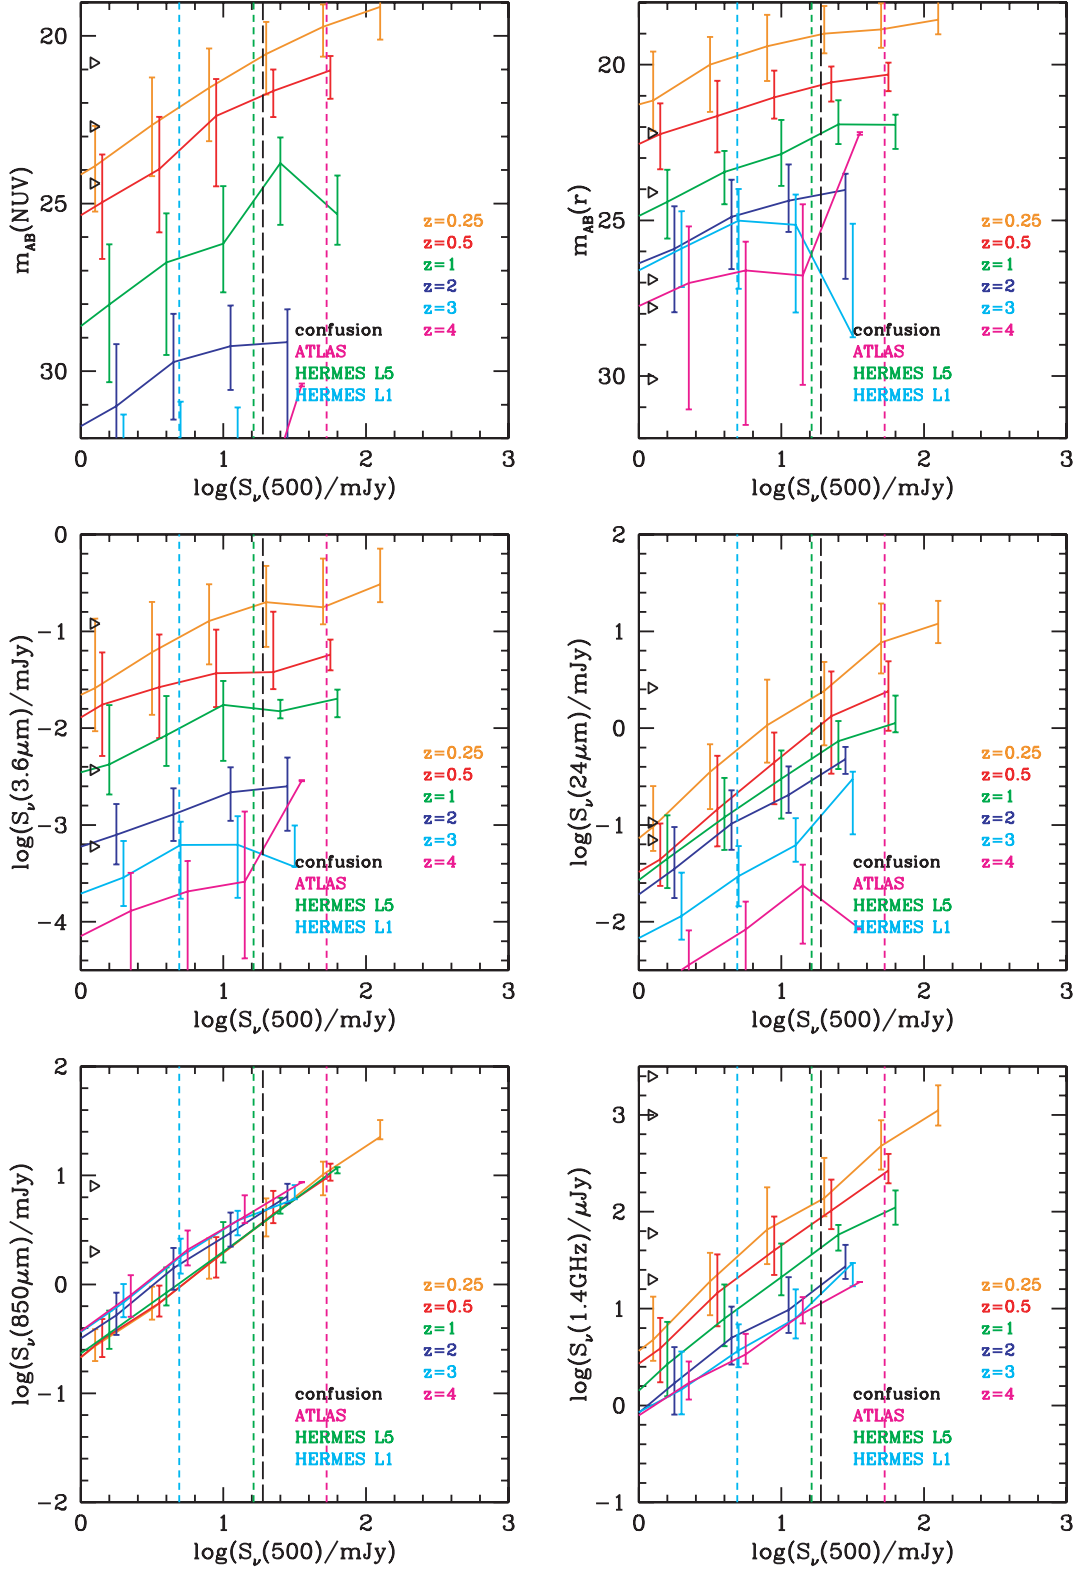 20
25
30
m_AB(NUV)
z=0.25
z=0.5
z=1
z=2
z=3
z=4
confusion
ATLAS
HERMES L5
HERMES L1
0 1 2 3
log(S_ν(500)/mJy)
20
25
30
m_AB(r)
z=0.25
z=0.5
z=1
z=2
z=3
z=4
confusion
ATLAS
HERMES L5
HERMES L1
0 1 2 3
log(S_ν(500)/mJy)
0
−1
−2
−3
−4
log(S_ν(3.6μm)/mJy)
z=0.25
z=0.5
z=1
z=2
z=3
z=4
confusion
ATLAS
HERMES L5
HERMES L1
0 1 2 3
log(S_ν(500)/mJy)
2
1
0
−1
−2
log(S_ν(24μm)/mJy)
z=0.25
z=0.5
z=1
z=2
z=3
z=4
confusion
ATLAS
HERMES L5
HERMES L1
0 1 2 3
log(S_ν(500)/mJy)
2
1
0
−1
−2
log(S_ν(850μm)/mJy)
z=0.25
z=0.5
z=1
z=2
z=3
z=4
confusion
ATLAS
HERMES L5
HERMES L1
0 1 2 3
log(S_ν(500)/mJy)
3
2
1
0
−1
log(S_ν(1.4GHz)/μJy)
z=0.25
z=0.5
z=1
z=2
z=3
z=4
confusion
ATLAS
HERMES L5
HERMES L1
0 1 2 3
log(S_ν(500)/mJy)